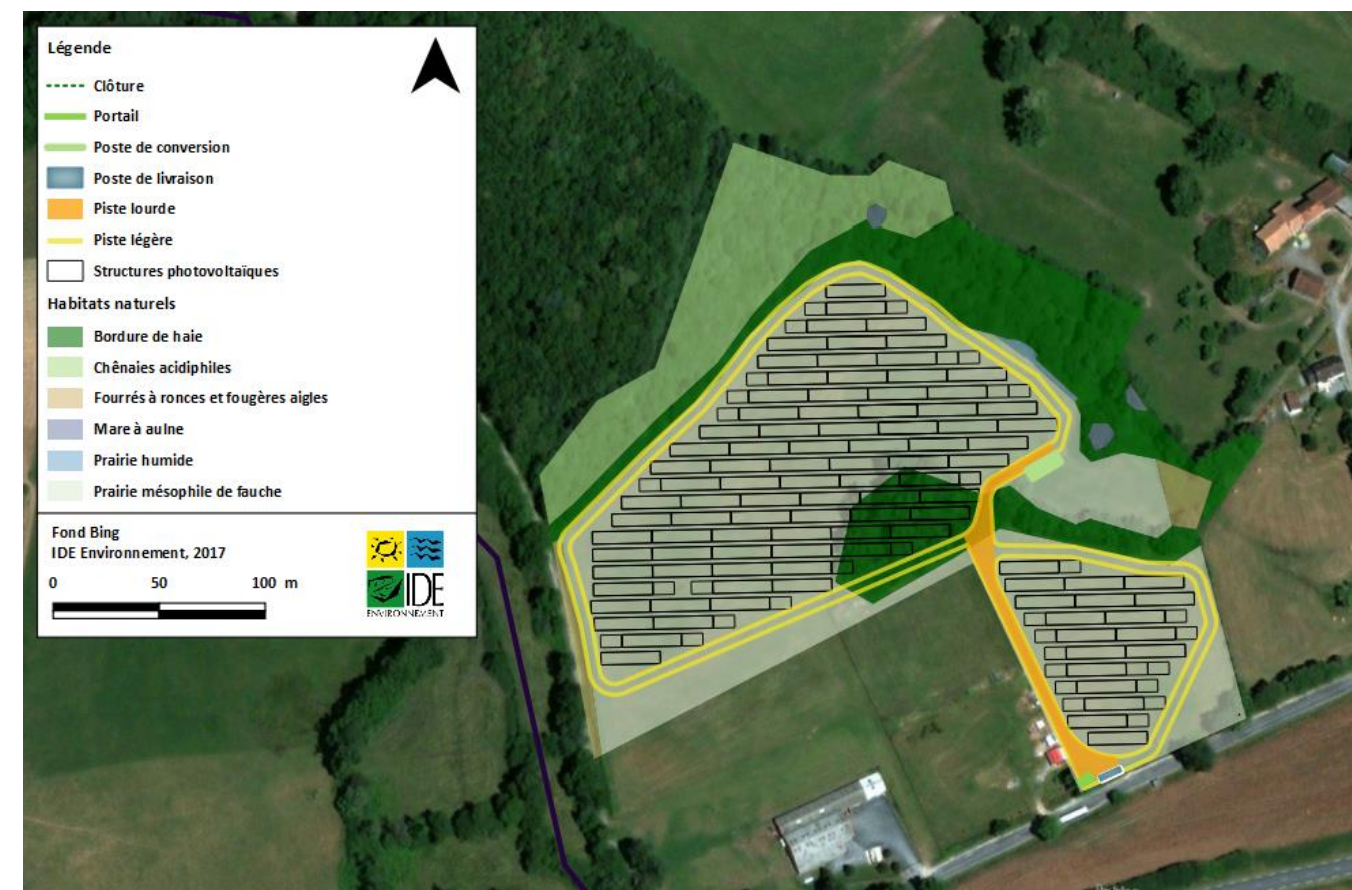 Légende
Clôture
Portail
Poste de conversion
Poste de livraison
Piste lourde
Piste légère
Structures photovoltaïques
Habitats naturels
Bordure de haie
Chênaies acidiphiles
Fourrés à ronces et fougères aigles
Mare à aulne
Prairie humide
Prairie mésophile de fauche
Fond Bing
IDE Environnement, 2017
0 50 100 m
IDE
ENVIRONNEMENT